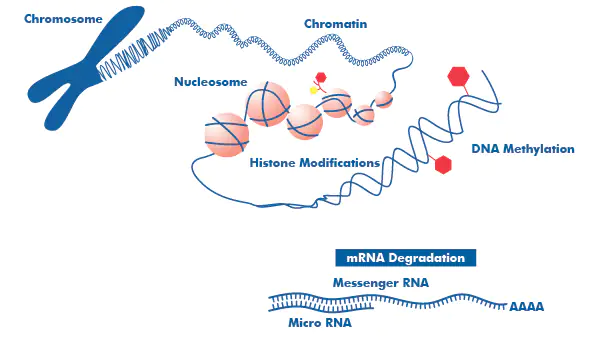 Chromosome
Chromatin
Nucleosome
Histone Modifications
DNA Methylation
mRNA Degradation
Messenger RNA
AAAA
Micro RNA